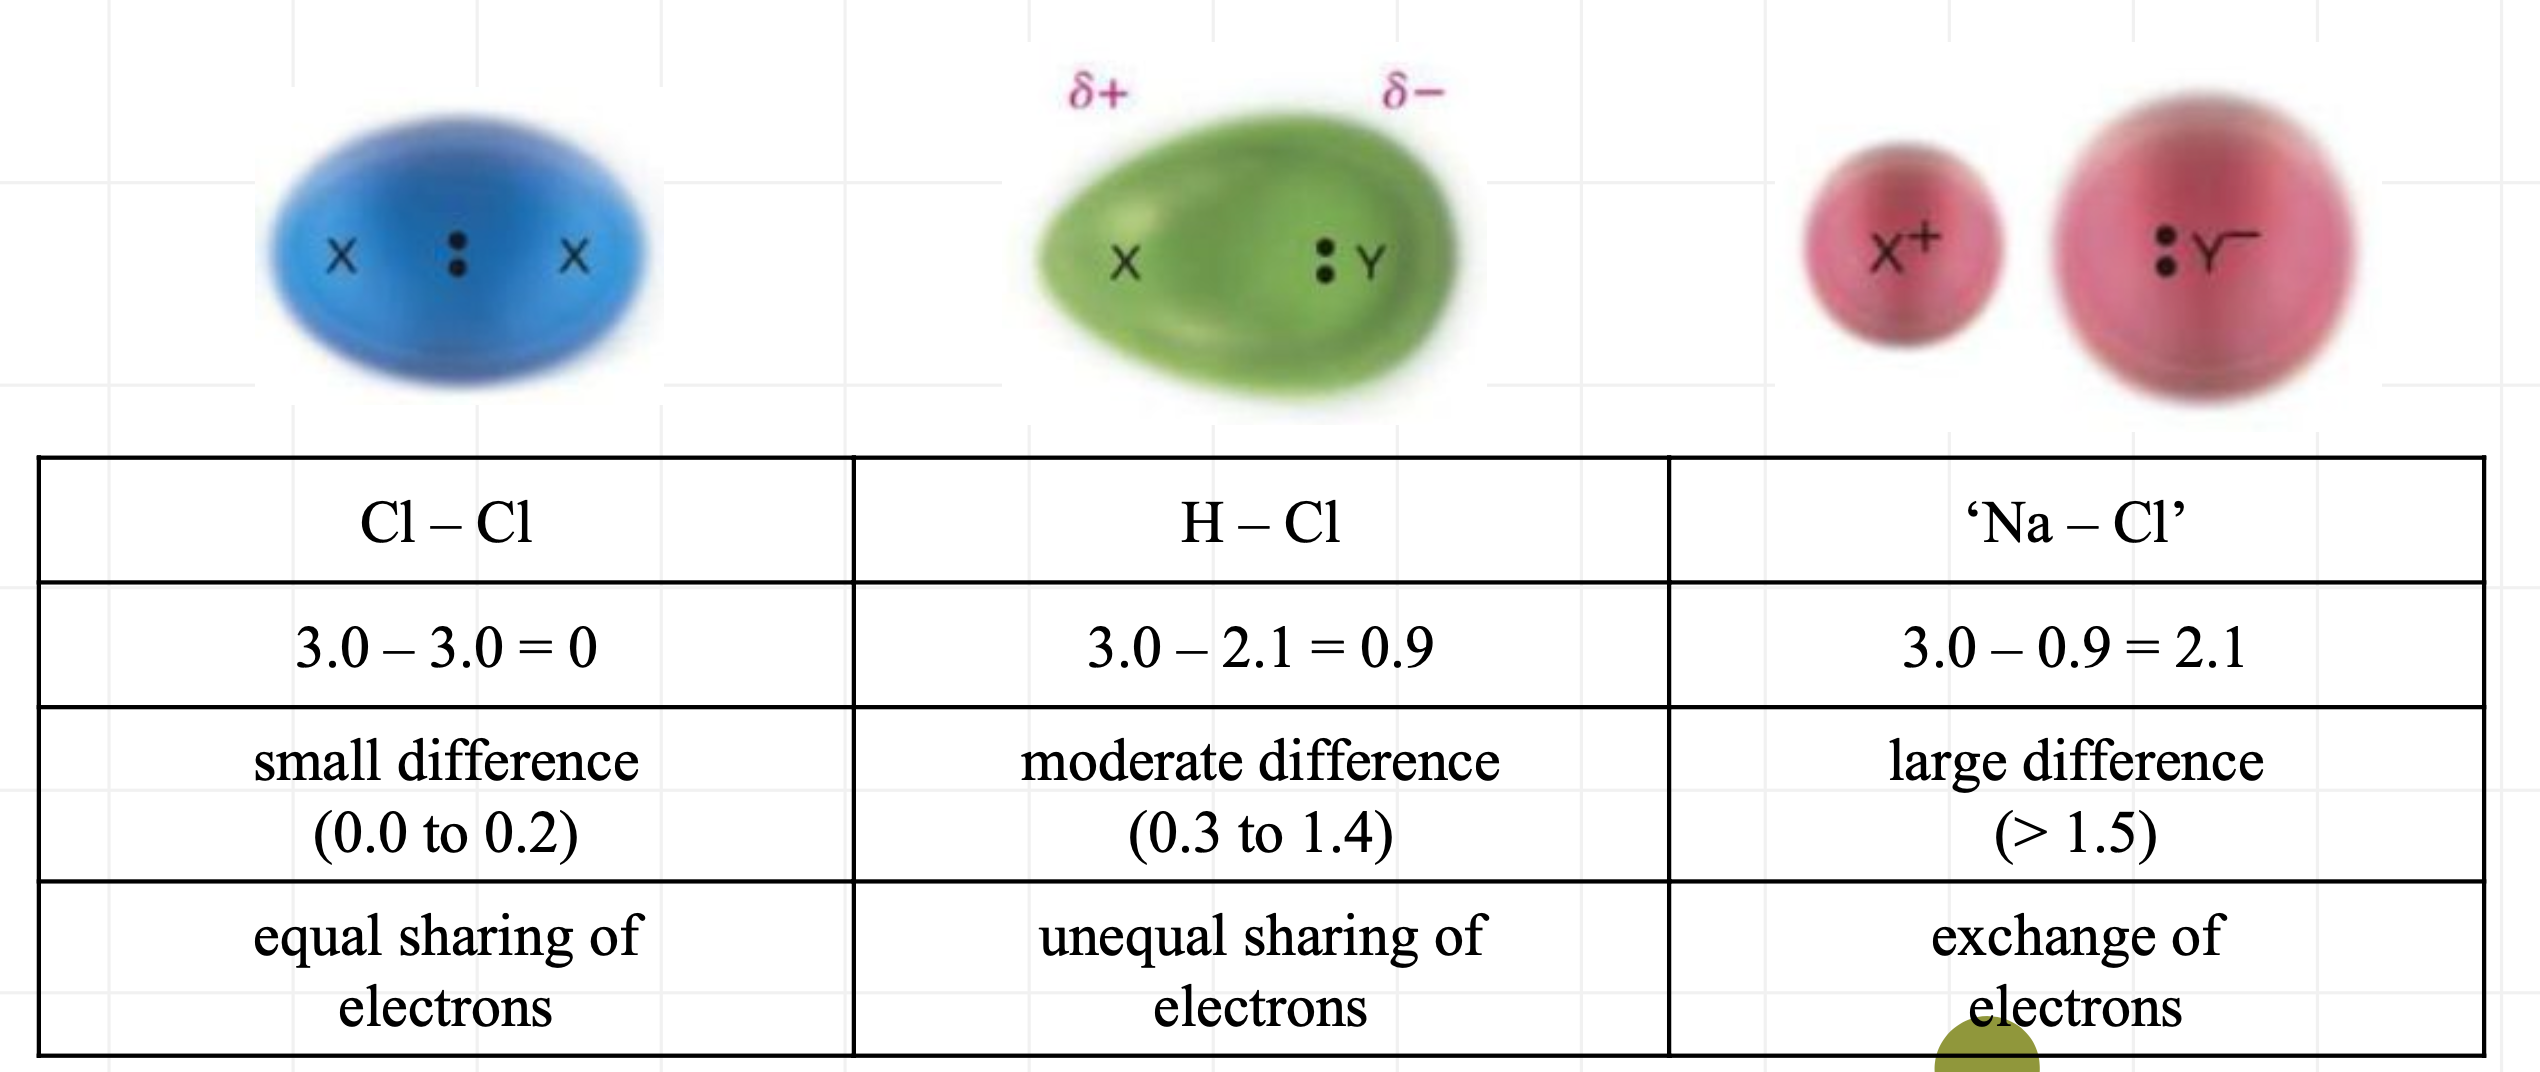 δ+ δ−
X : X
X : Y
X⁺ :Y⁻
Cl – Cl
H – Cl
‘Na – Cl’
3.0 – 3.0 = 0
3.0 – 2.1 = 0.9
3.0 – 0.9 = 2.1
small difference
(0.0 to 0.2)
moderate difference
(0.3 to 1.4)
large difference
(> 1.5)
equal sharing of
electrons
unequal sharing of
electrons
exchange of
electrons